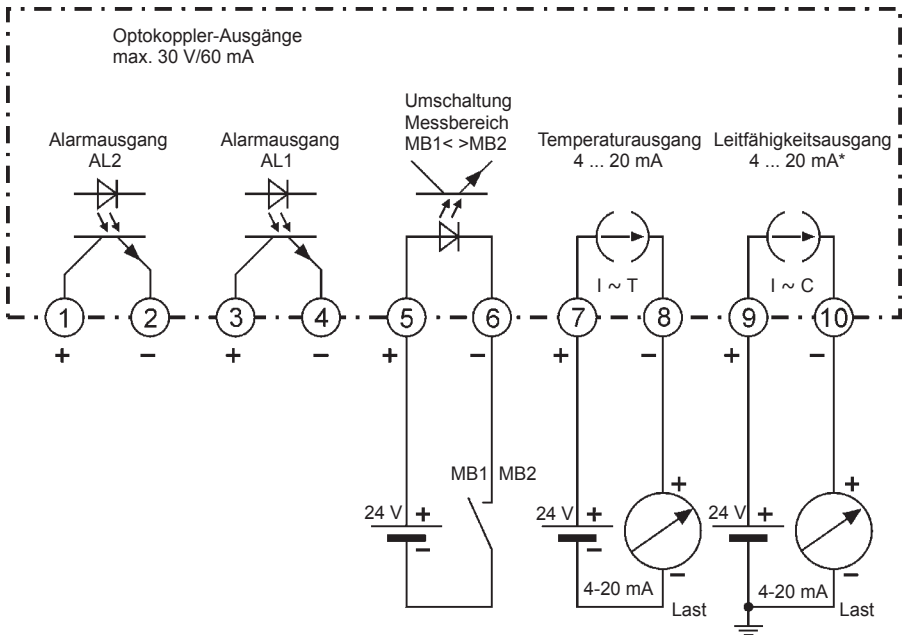 Optokoppler-Ausgänge
max. 30 V/60 mA
Alarmausgang
AL2
Alarmausgang
AL1
Umschaltung
Messbereich
MB1< >MB2
Temperaturausgang
4 ... 20 mA
Leitfähigkeitsausgang
4 ... 20 mA*
I ~ T
I ~ C
1
2
3
4
5
6
7
8
9
10
+
–
+
–
+
–
+
–
+
–
MB1
MB2
24 V
+
–
24 V
+
–
+
–
4-20 mA
Last
24 V
+
–
+
–
4-20 mA
Last